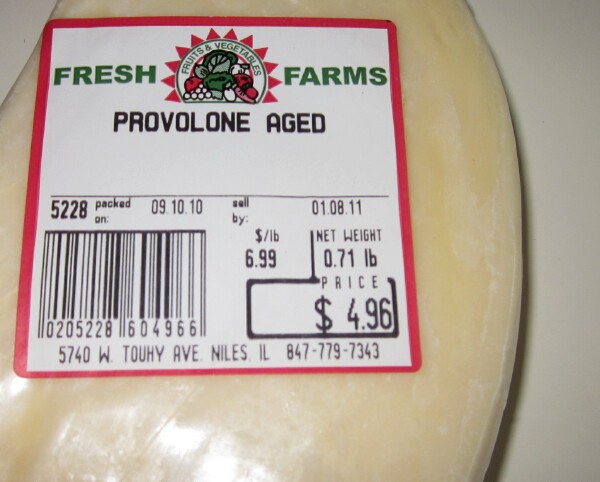 FRUITS & VEGETABLES
FRESH FARMS
PROVOLONE AGED
5228 packed on: 09.10.10 sell by: 01.08.11
$/lb NET WEIGHT
6.99 0.71 lb
PRICE
$ 4.96
0205228 604966
5740 W. TOUHY AVE. NILES, IL 847-779-7343